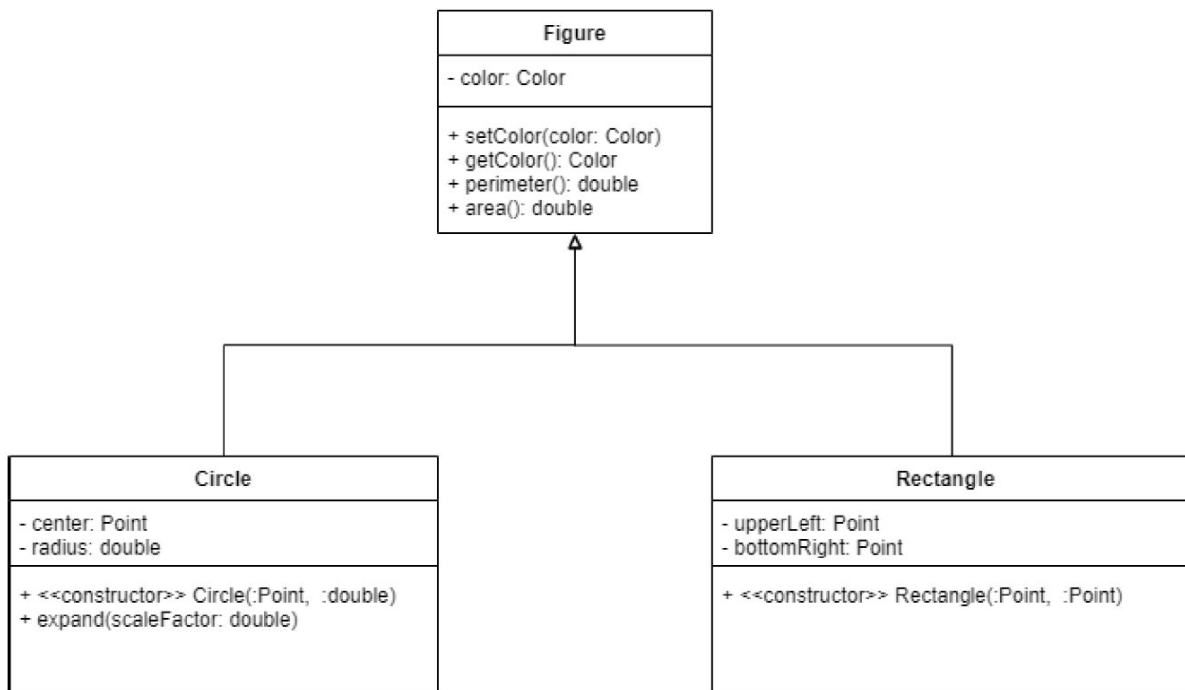 Figure
- color: Color
+ setColor(color: Color)
+ getColor(): Color
+ perimeter(): double
+ area(): double
Circle
- center: Point
- radius: double
+ <<constructor>> Circle(:Point, :double)
+ expand(scaleFactor: double)
Rectangle
- upperLeft: Point
- bottomRight: Point
+ <<constructor>> Rectangle(:Point, :Point)